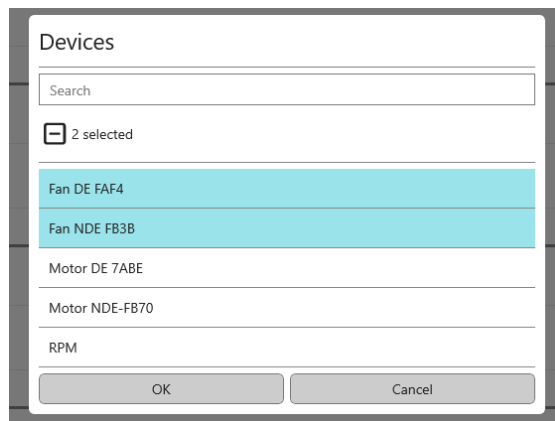 Devices
Search
2 selected
Fan DE FAF4
Fan NDE FB3B
Motor DE 7ABE
Motor NDE-FB70
RPM
OK Cancel